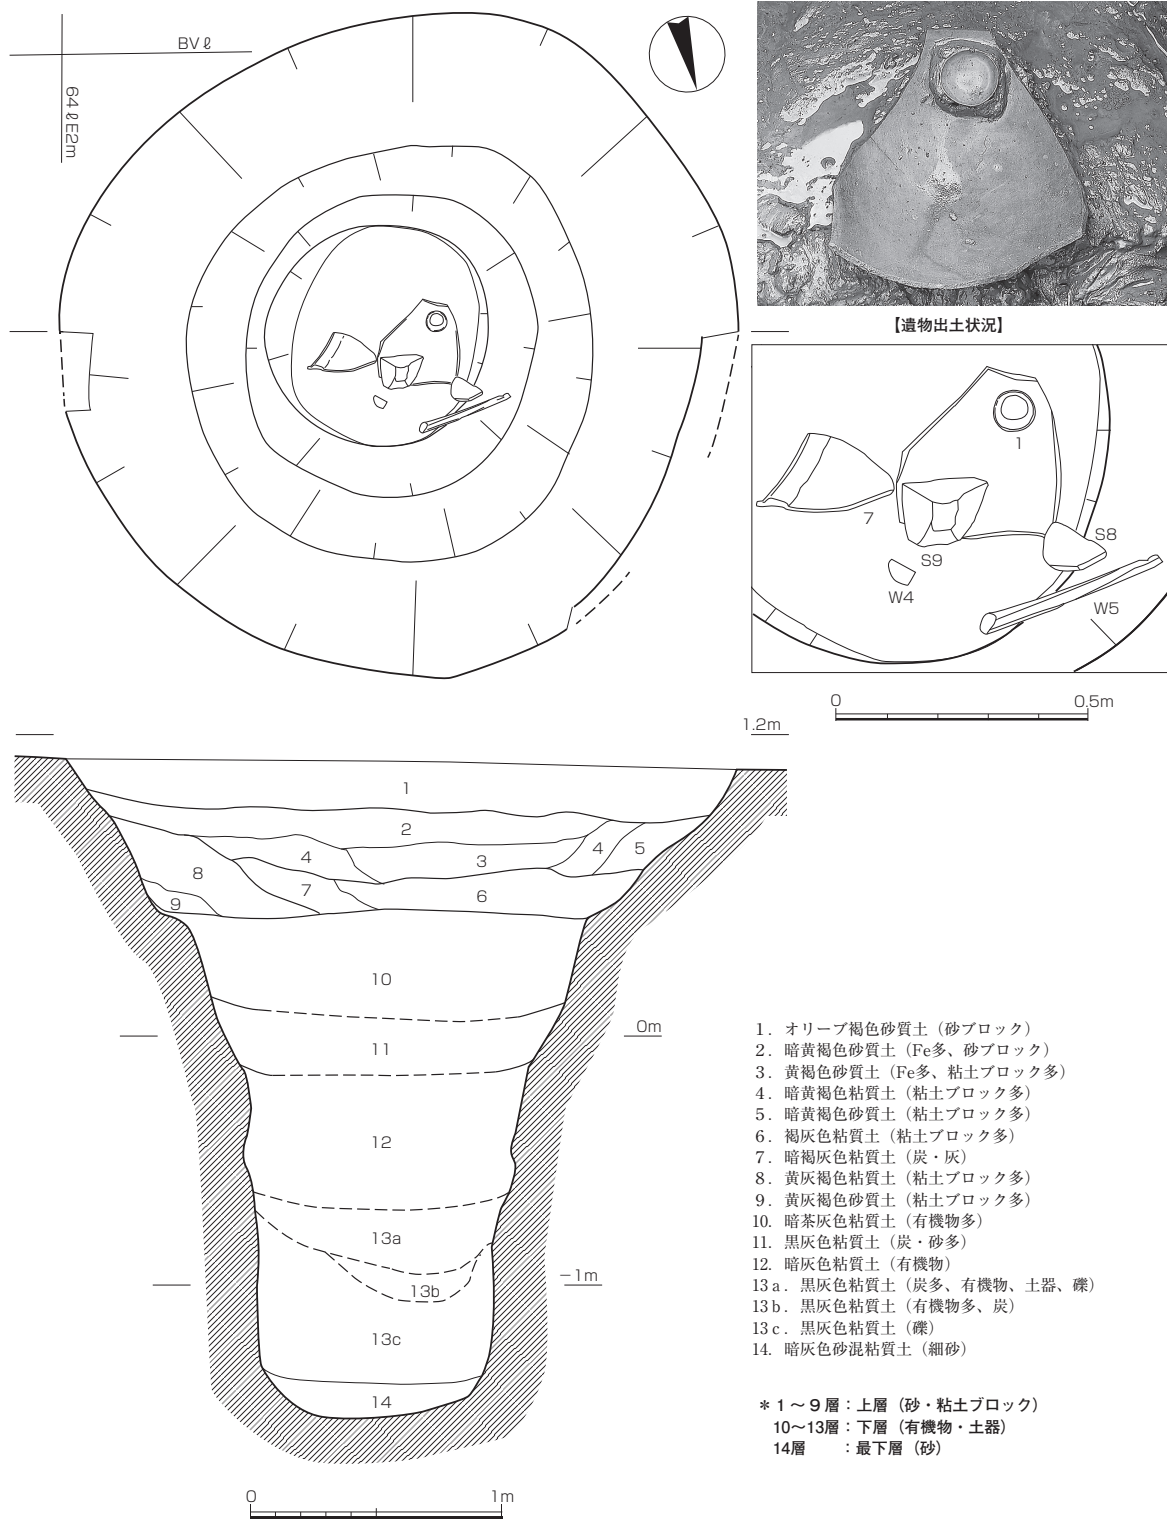 BVℓ
64ℓE2m
【遺物出土状況】
1
7
S9
S8
W4
W5
0 0.5m
1.2m
1
2
4
3
4
5
8
7
6
9
10
0m
11
12
13a
−1m
13b
13c
14
0 1m
1. オリーブ褐色砂質土（砂ブロック）
2. 暗黄褐色砂質土（Fe多、砂ブロック）
3. 黄褐色砂質土（Fe多、粘土ブロック多）
4. 暗黄褐色粘質土（粘土ブロック多）
5. 暗黄褐色砂質土（粘土ブロック多）
6. 褐灰色粘質土（粘土ブロック多）
7. 暗褐灰色粘質土（炭・灰）
8. 黄灰褐色粘質土（粘土ブロック多）
9. 黄灰褐色砂質土（粘土ブロック多）
10. 暗茶灰色粘質土（有機物多）
11. 黒灰色粘質土（炭・砂多）
12. 暗灰色粘質土（有機物）
13 a. 黒灰色粘質土（炭多、有機物、土器、礫）
13 b. 黒灰色粘質土（有機物多、炭）
13 c. 黒灰色粘質土（礫）
14. 暗灰色砂混粘質土（細砂）
＊1～9層：上層（砂・粘土ブロック）
10～13層：下層（有機物・土器）
14層　　：最下層（砂）